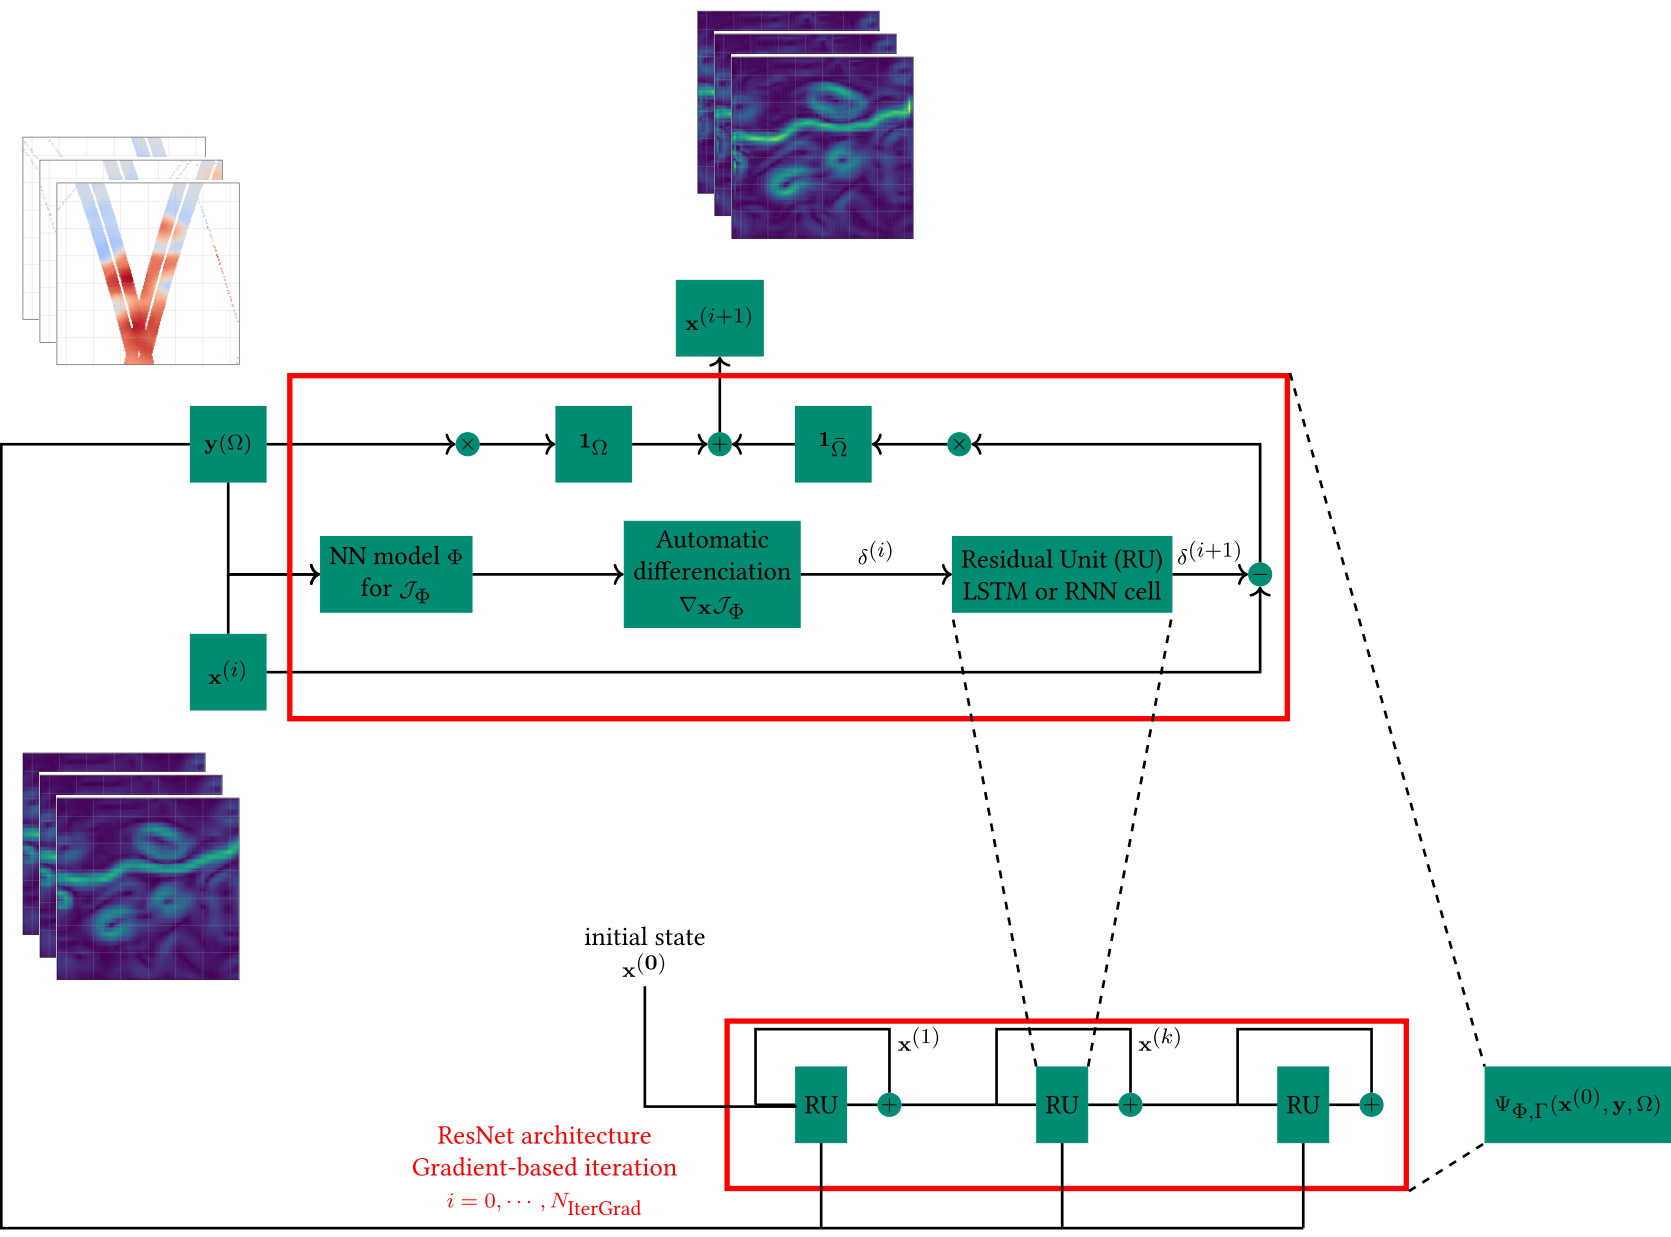 𝐱^(i+1)
𝐲(Ω)
×
𝟏_Ω
+
𝟏_Ω̄
×
NN model Φ
for 𝒥_Φ
Automatic
differenciation
∇_𝐱 𝒥_Φ
δ^(i)
Residual Unit (RU)
LSTM or RNN cell
δ^(i+1)
−
𝐱^(i)
initial state
𝐱^(𝟎)
𝐱^(1)
𝐱^(k)
RU
+
RU
+
RU
+
Ψ_Φ,Γ(𝐱^(0), 𝐲, Ω)
ResNet architecture
Gradient-based iteration
i = 0, ⋯ , N_IterGrad